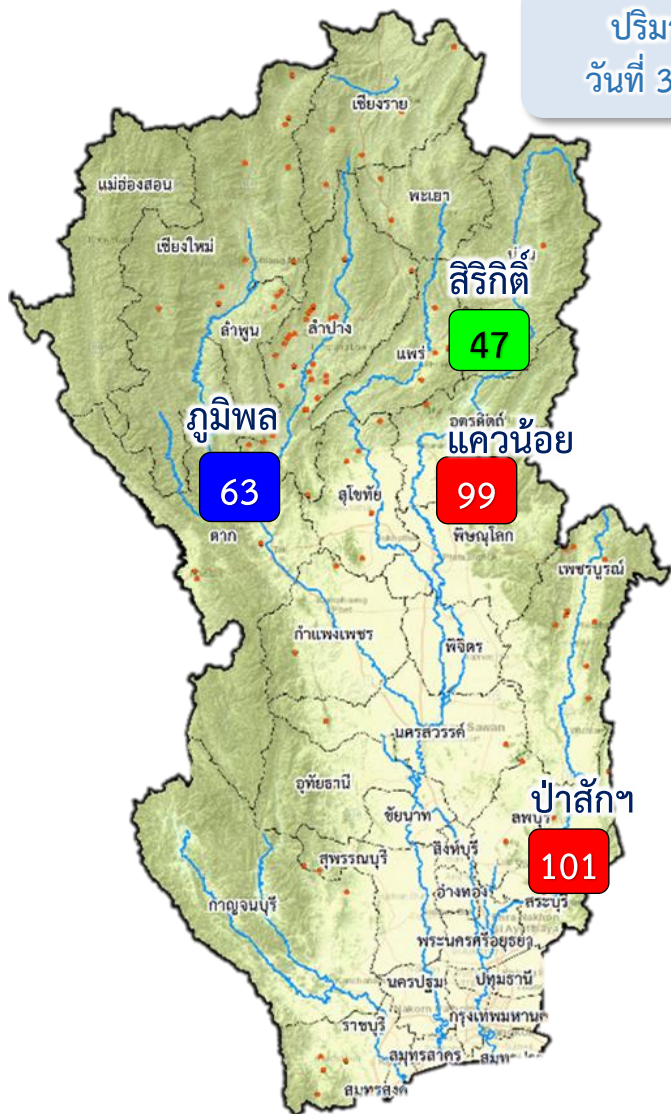 ปริมา
วันที่ 3
เชียงราย
แม่ฮ่องสอน
พะเยา
เชียงใหม่
สิริกิติ์
47
ลำพูน
ลำปาง
แพร่
ภูมิพล
63
อุตรดิตถ์
แควน้อย
99
สุโขทัย
พิษณุโลก
ตาก
เพชรบูรณ์
กำแพงเพชร
พิจิตร
นครสวรรค์
Sawan
อุทัยธานี
ป่าสักฯ
101
ชัยนาท
ลพบุรี
สิงห์บุรี
สุพรรณบุรี
อ่างทอง
สระบุรี
กาญจนบุรี
พระนครศรีอยุธยา
นครปฐม
ปทุมธานี
ราชบุรี
กรุงเทพมหานค
สมุทรสาคร
สมุทรสงค